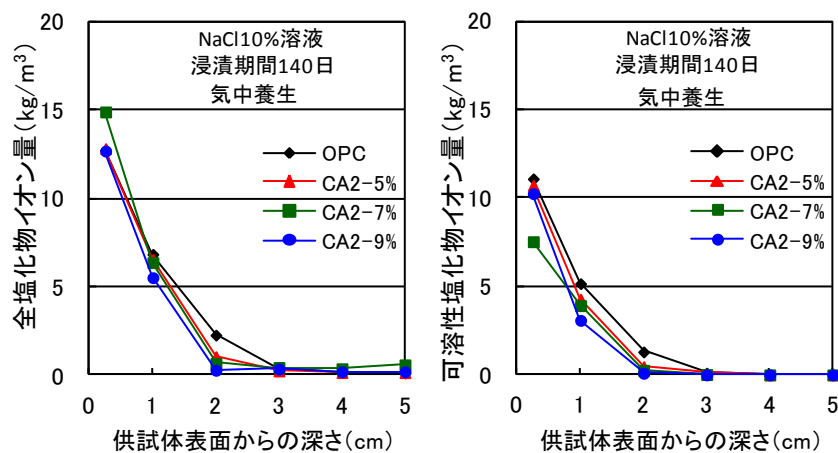 全塩化物イオン量(kg/m³)
20
15
10
5
0
NaCl10%溶液
浸漬期間140日
気中養生
OPC
CA2-5%
CA2-7%
CA2-9%
0 1 2 3 4 5
供試体表面からの深さ(cm)
可溶性塩化物イオン量(kg/m³)
20
15
10
5
0
NaCl10%溶液
浸漬期間140日
気中養生
OPC
CA2-5%
CA2-7%
CA2-9%
0 1 2 3 4 5
供試体表面からの深さ(cm)